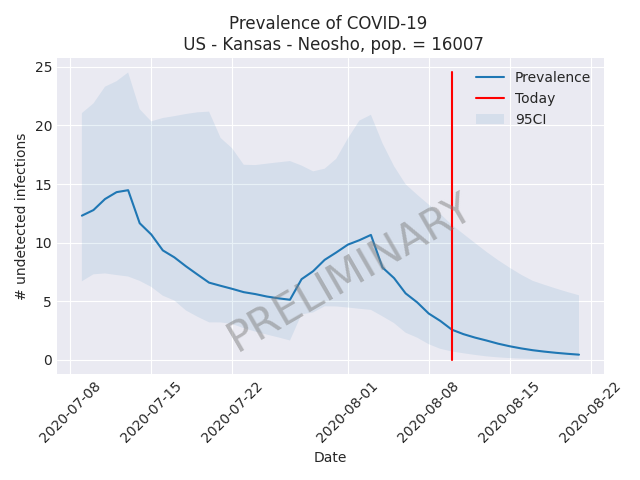 Prevalence of COVID-19
US - Kansas - Neosho, pop. = 16007
25
20
15
10
5
0
# undetected infections
Prevalence
Today
95CI
PRELIMINARY
2020-07-08
2020-07-15
2020-07-22
2020-08-01
2020-08-08
2020-08-15
2020-08-22
Date